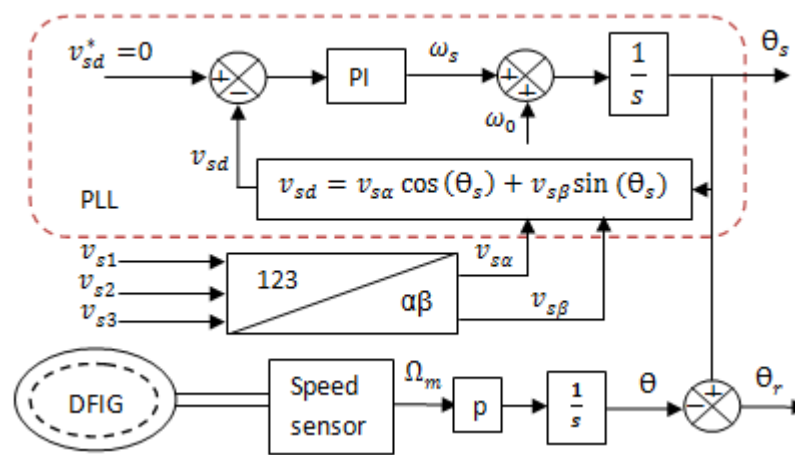 v*sd =0
+
−
PI
ωs
+
+
ω0
1
s
Θs
vsd
vsd = vsα cos (Θs) + vsβ sin (Θs)
PLL
vs1
vs2
vs3
123
αβ
vsα
vsβ
DFIG
Speed
sensor
Ωm
p
1
s
Θ
−
+
Θr